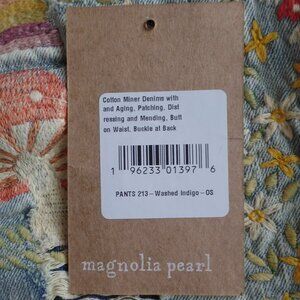 Cotton Miner Denims with
and Aging, Patching, Dist
ressing and Mending, Butt
on Waist, Buckle at Back
1 96233 01397 6
PANTS 213-Washed Indigo-OS
magnolia pearl